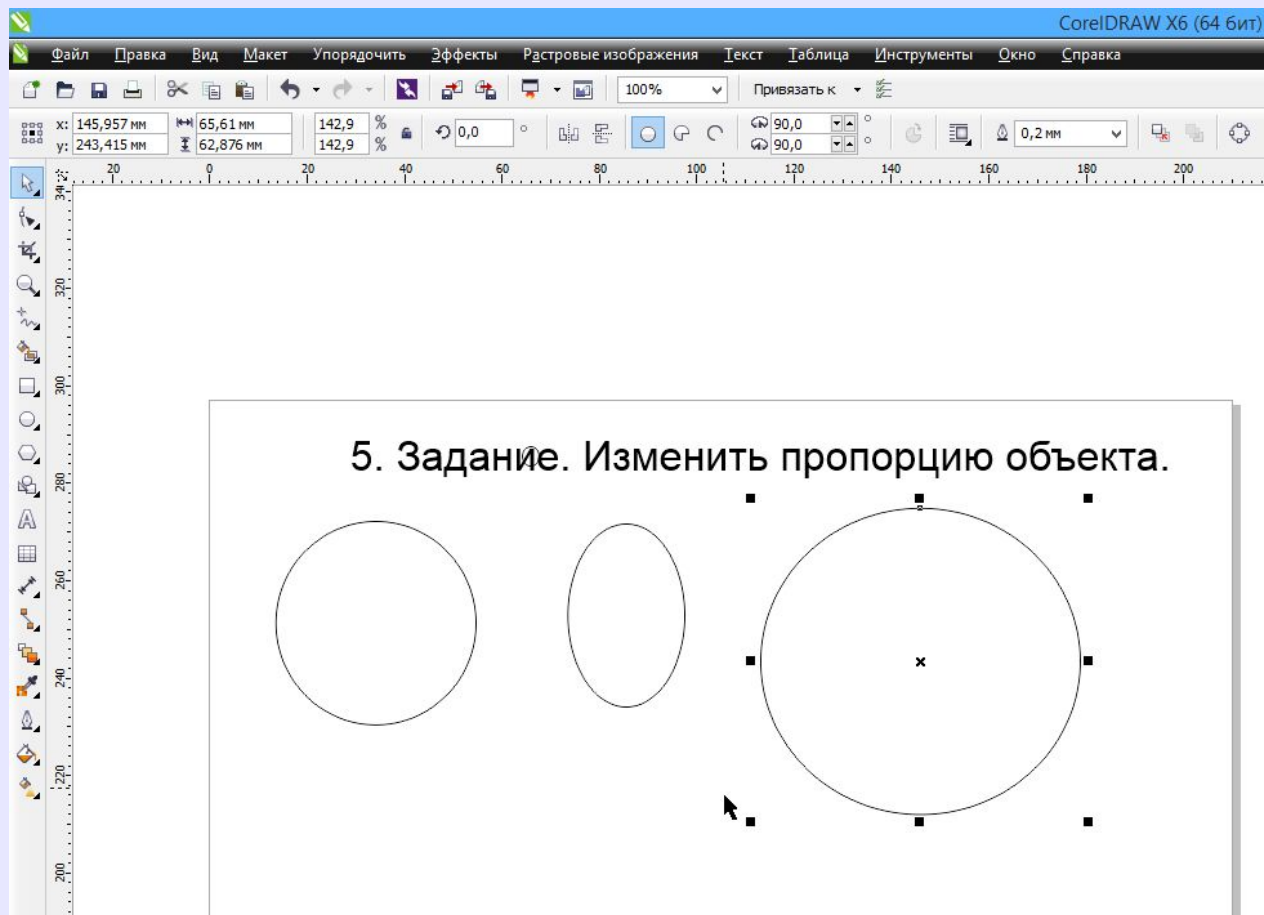 CorelDRAW X6 (64 бит)
Файл Правка Вид Макет Упорядочить Эффекты Растровые изображения Текст Таблица Инструменты Окно Справка
100% Привязать к
x: 145,957 мм 65,61 мм 142,9 % 0,0 ° 90,0 ° 0,2 мм
y: 243,415 мм 62,876 мм 142,9 % 90,0 °
20 0 20 40 60 80 100 120 140 160 180 200
34
320
300
280
260
240
220
200
5. Задание. Изменить пропорцию объекта.